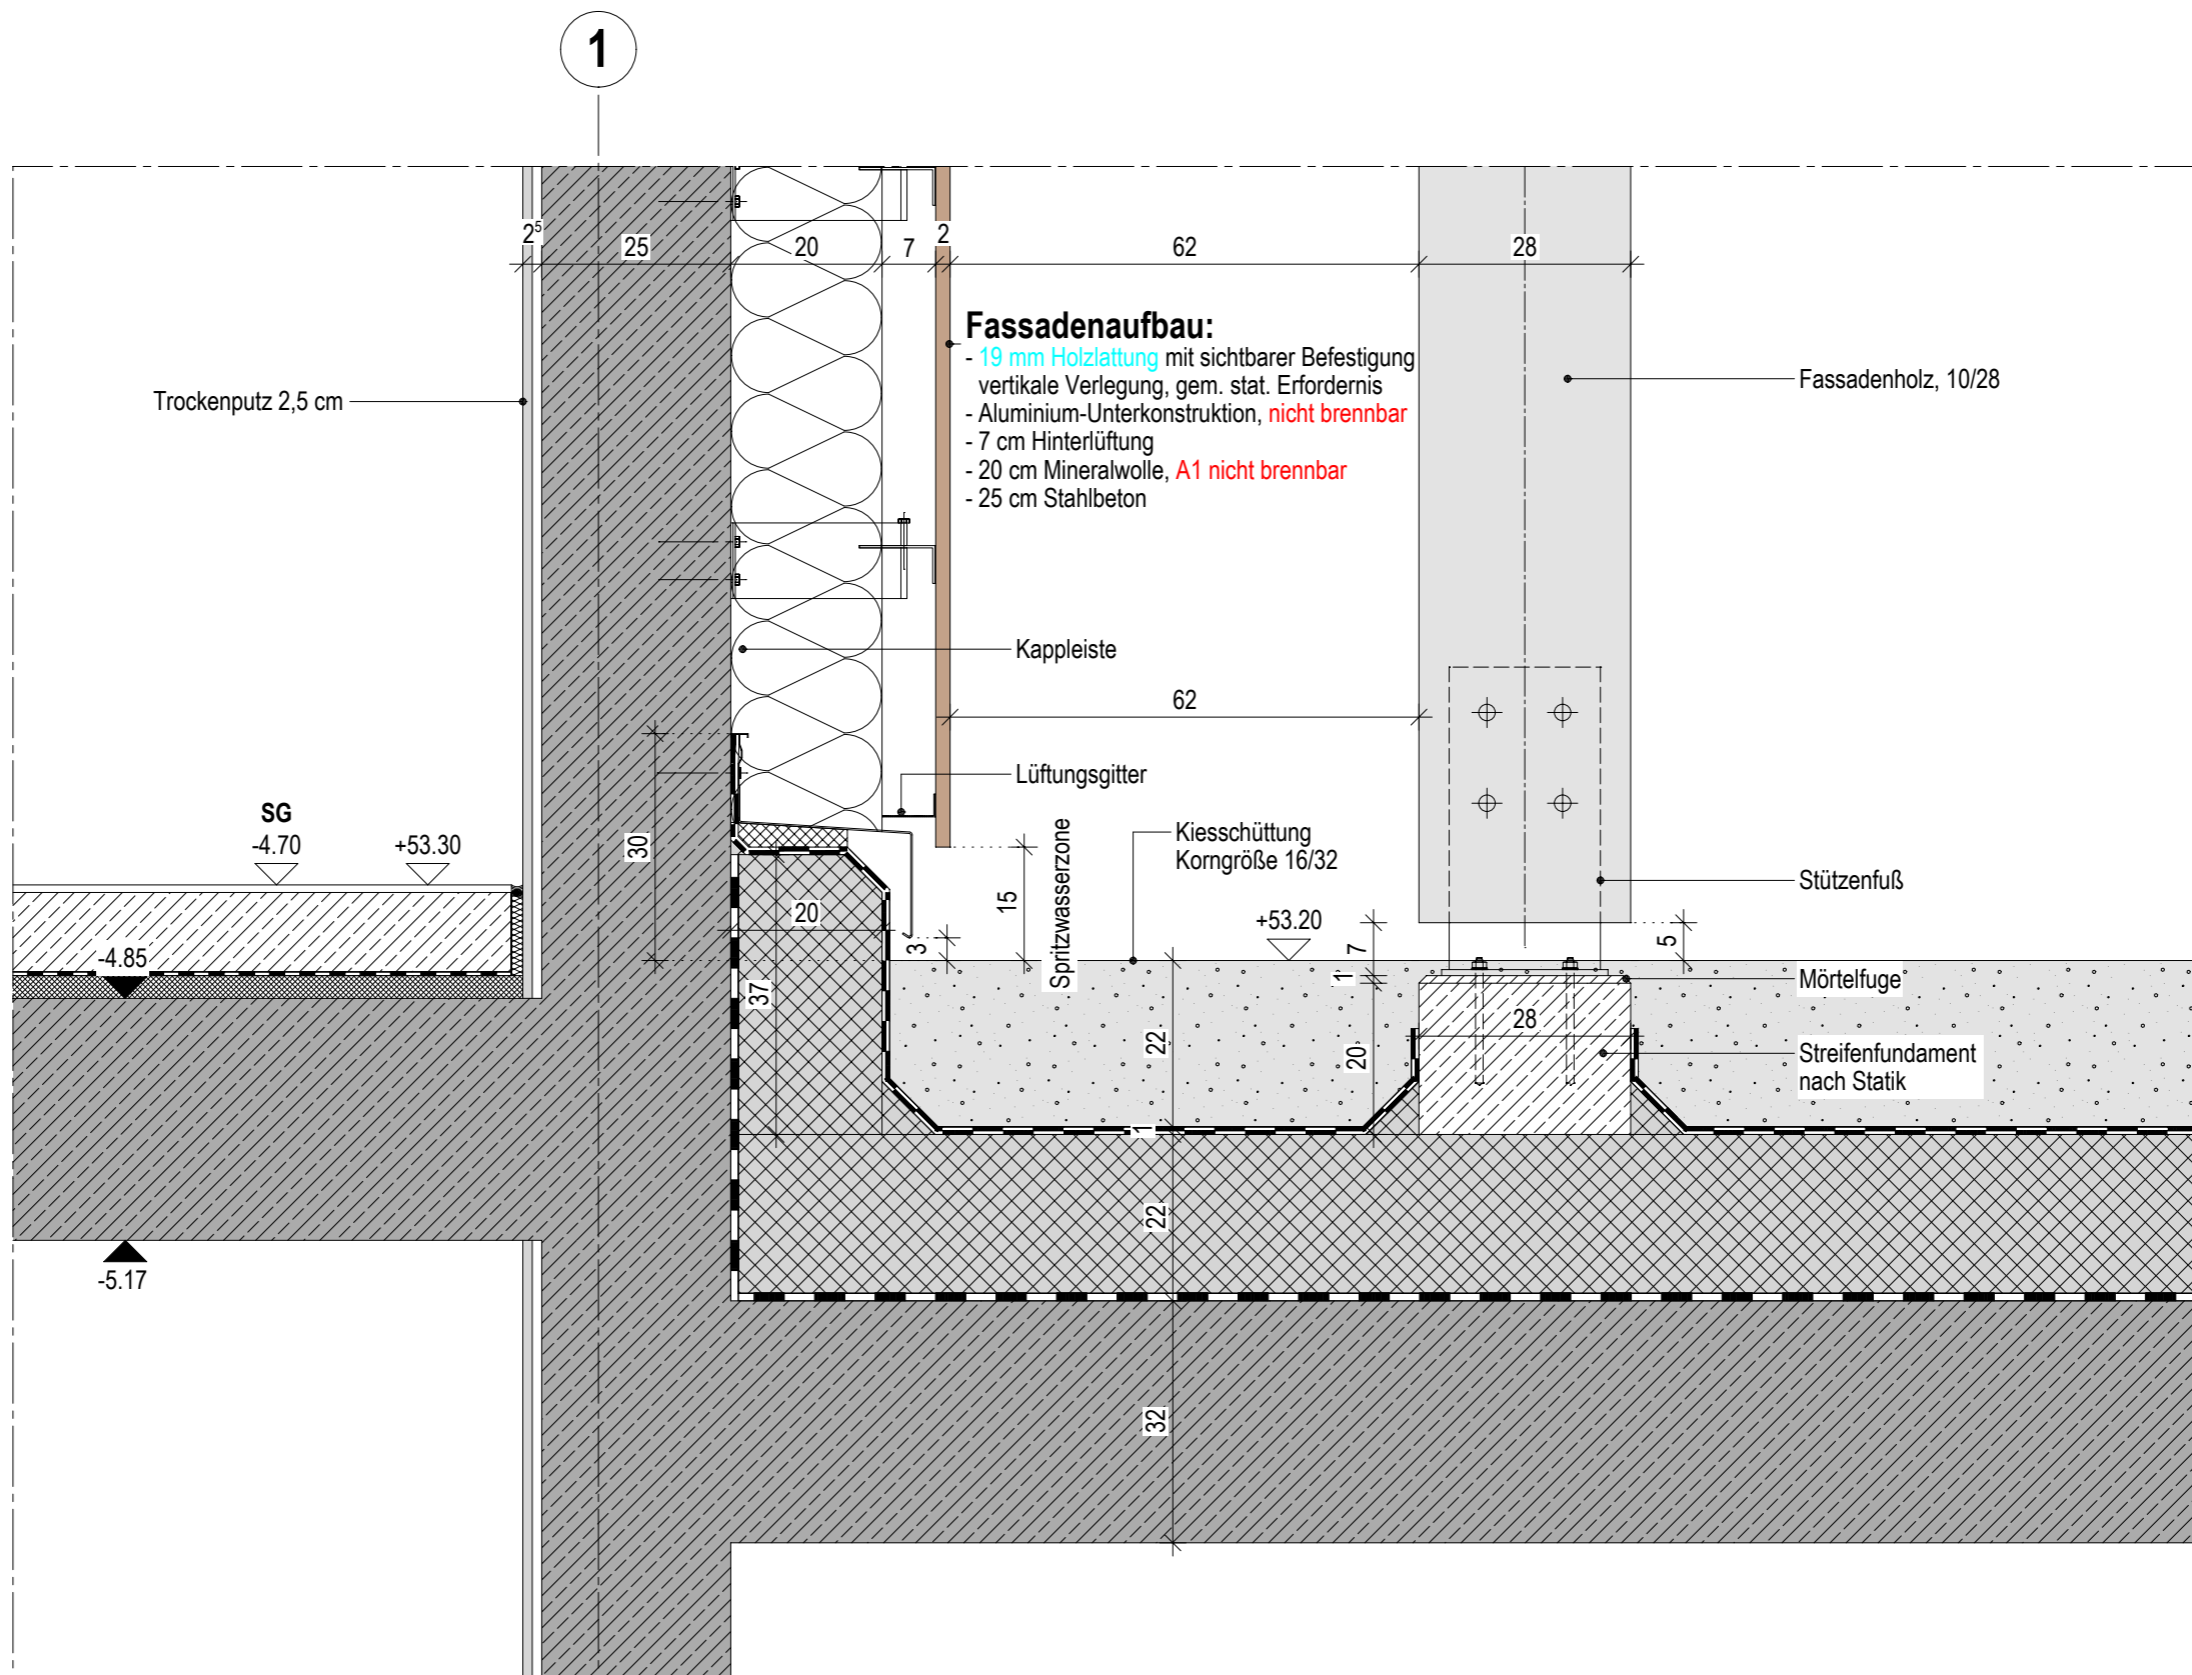 1
2⁵
25
20
7
2
62
28
Fassadenaufbau:
- 19 mm Holzlattung mit sichtbarer Befestigung
vertikale Verlegung, gem. stat. Erfordernis
- Aluminium-Unterkonstruktion, nicht brennbar
- 7 cm Hinterlüftung
- 20 cm Mineralwolle, A1 nicht brennbar
- 25 cm Stahlbeton
Trockenputz 2,5 cm
Fassadenholz, 10/28
Kappleiste
62
Lüftungsgitter
SG
-4.70
+53.30
30
Spritzwasserzone
Kiesschüttung
Korngröße 16/32
Stützenfuß
15
20
3
+53.20
7
5
-4.85
1
Mörtelfuge
37
28
22
20
Streifenfundament
nach Statik
1
22
-5.17
32